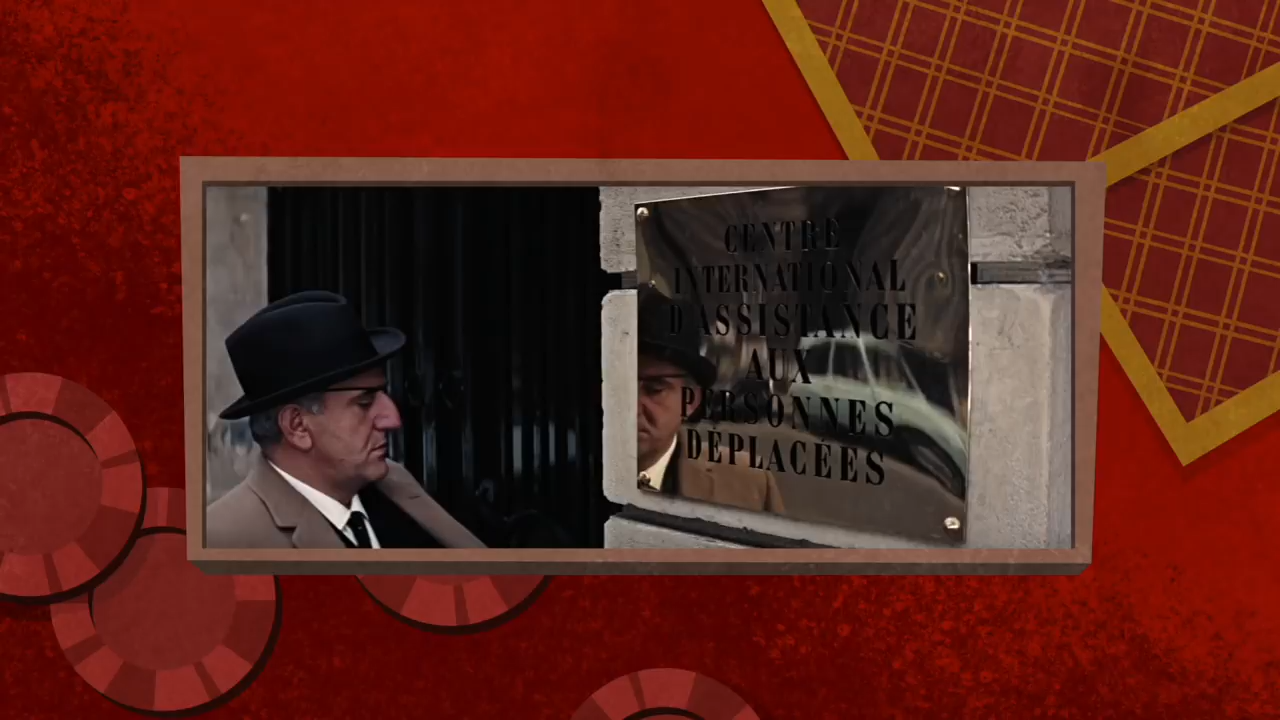 CENTRE
INTERNATIONAL
D'ASSISTANCE
AUX
PERSONNES
DÉPLACÉES